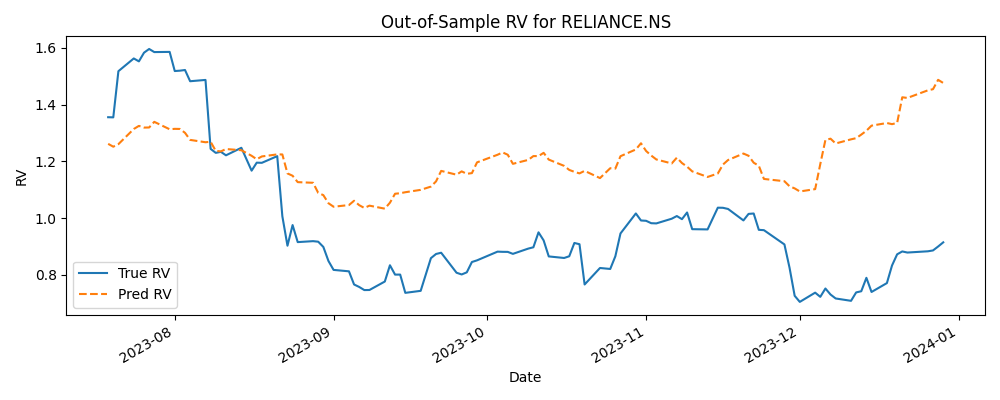 Out-of-Sample RV for RELIANCE.NS
RV
1.6
1.4
1.2
1.0
0.8
True RV
Pred RV
2023-08
2023-09
2023-10
2023-11
2023-12
2024-01
Date